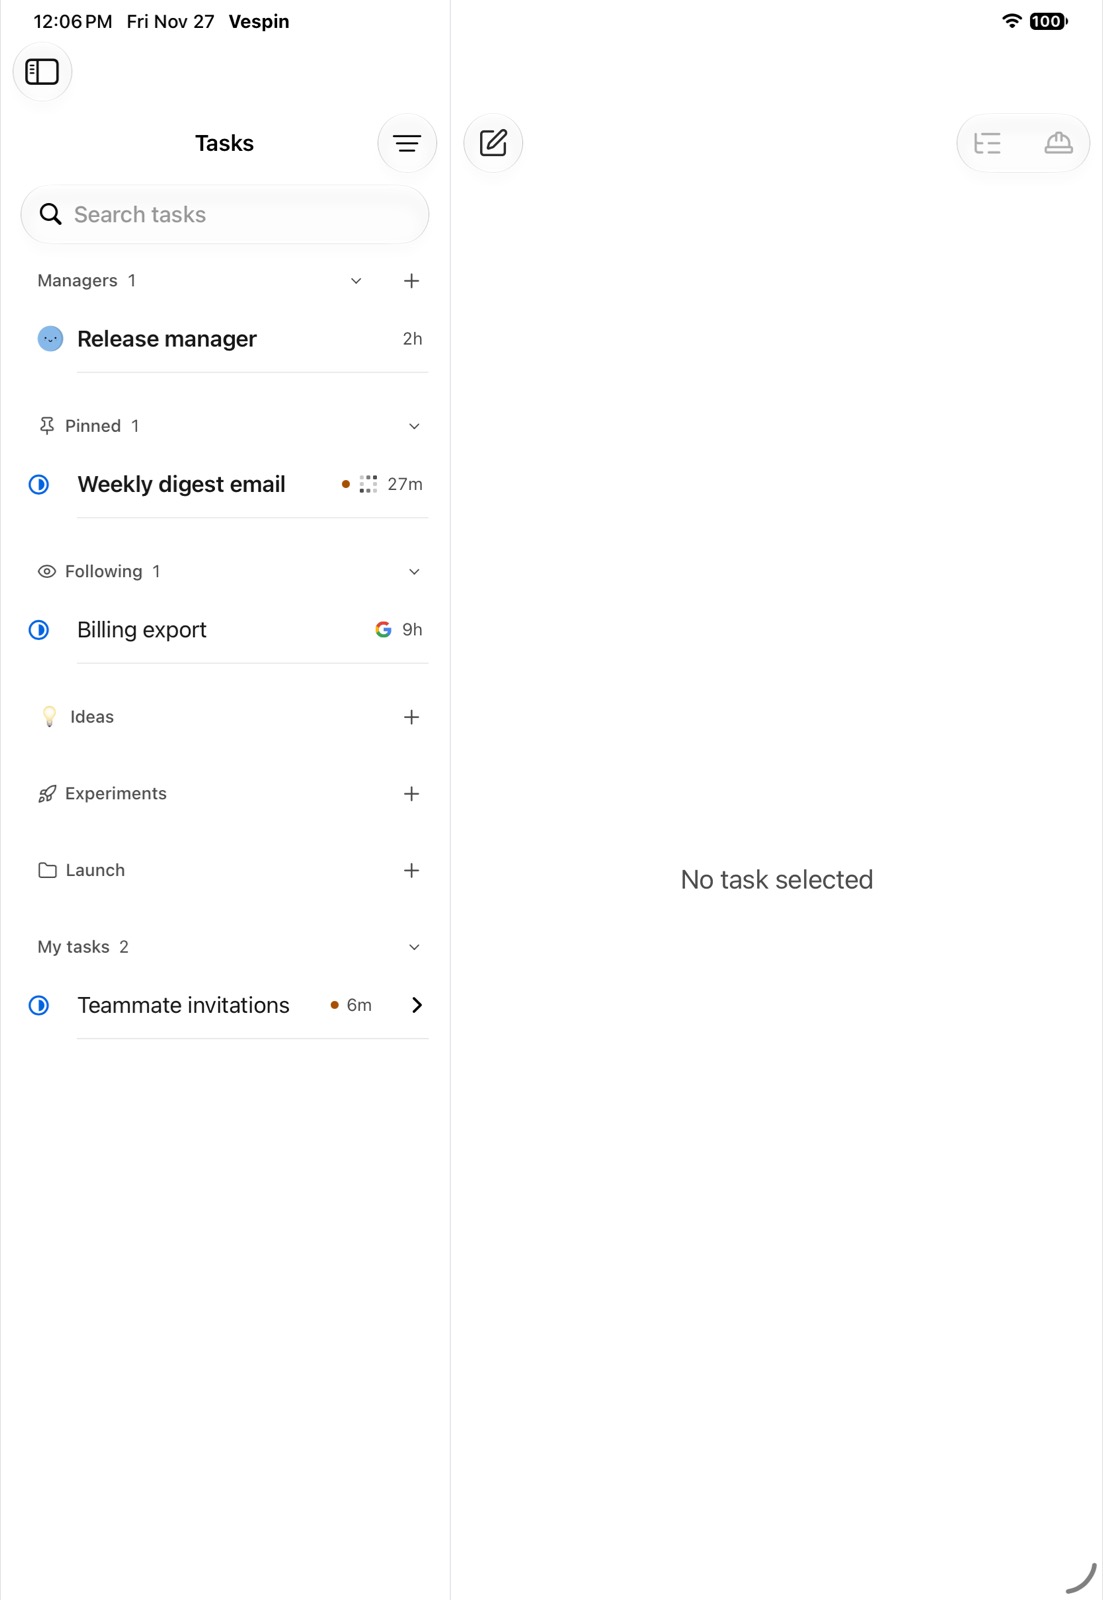 12:06 PM Fri Nov 27 Vespin
100
Tasks
Search tasks
Managers 1
Release manager 2h
Pinned 1
Weekly digest email 27m
Following 1
Billing export 9h
Ideas
Experiments
Launch
No task selected
My tasks 2
Teammate invitations 6m